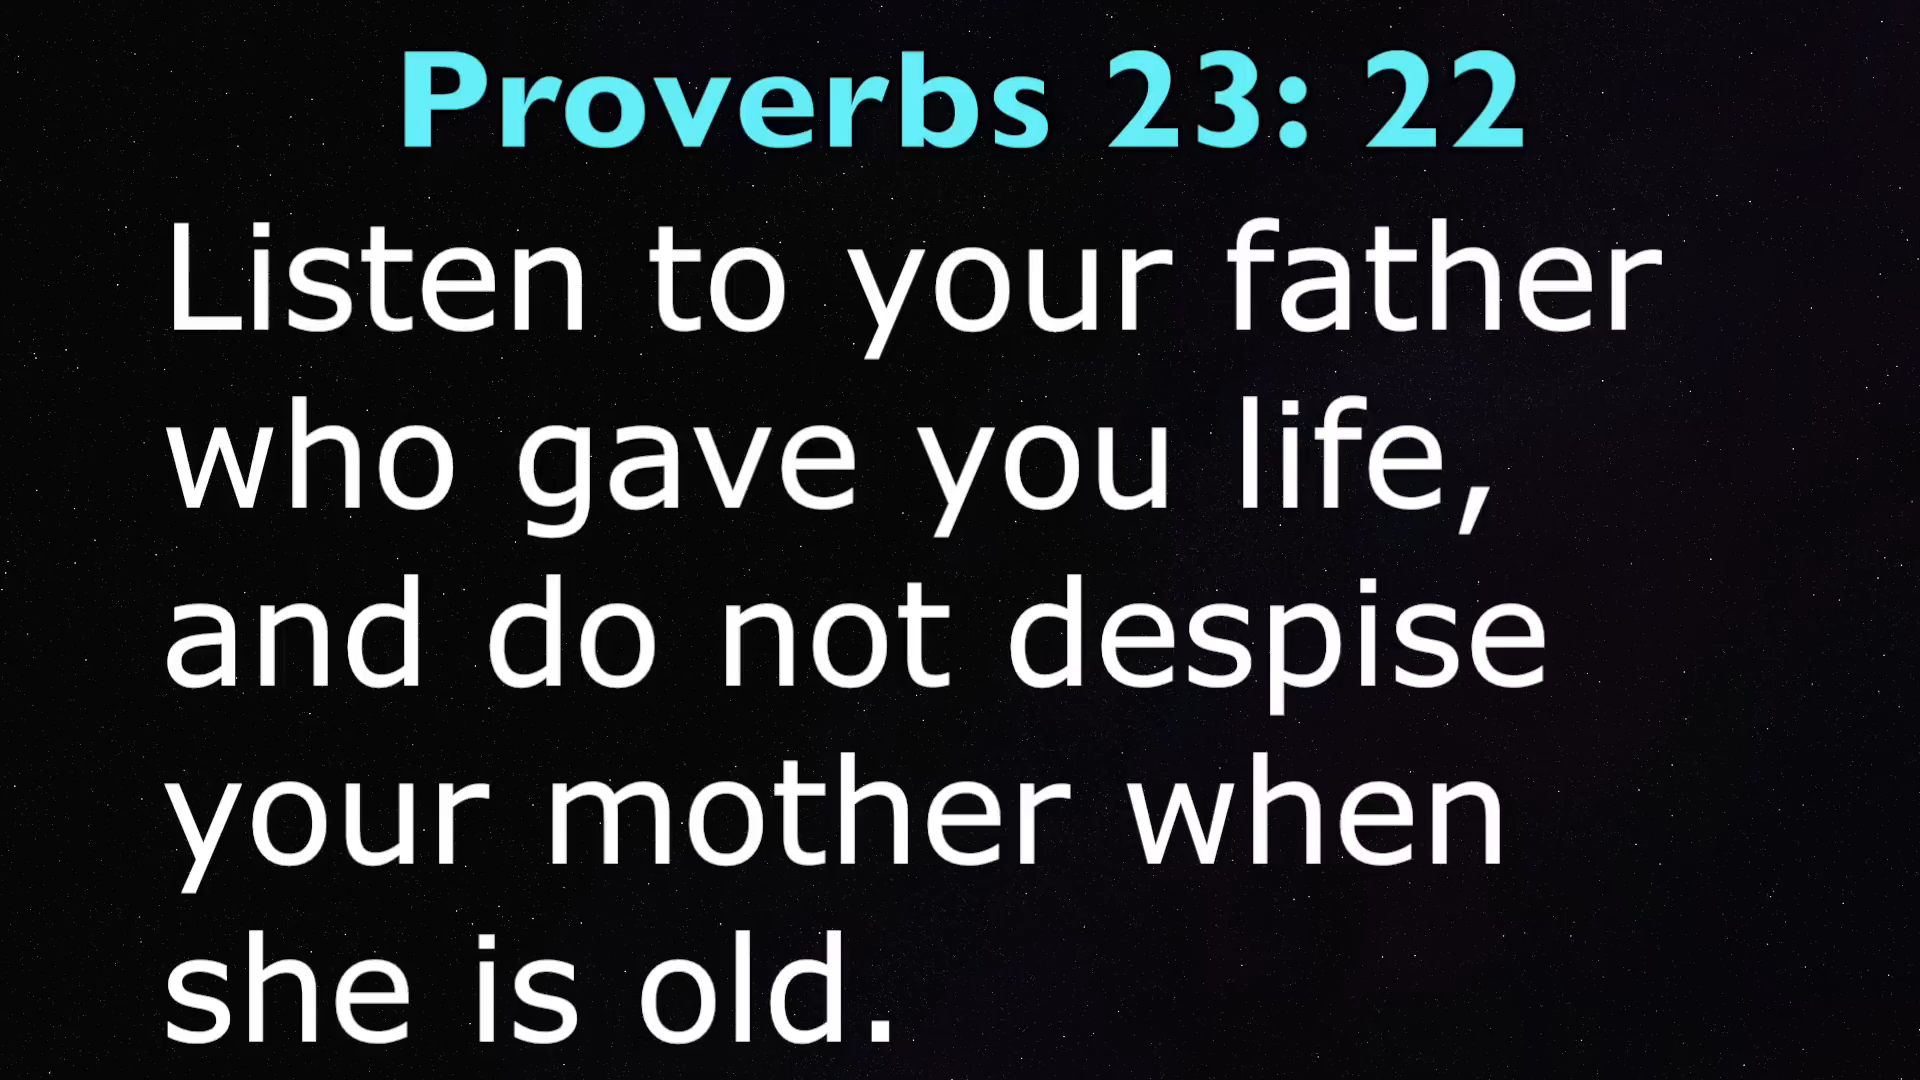 Proverbs 23: 22
Listen to your father
who gave you life,
and do not despise
your mother when
she is old.